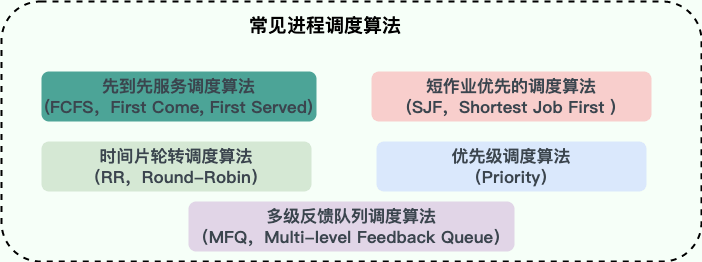 常见进程调度算法
先到先服务调度算法
（FCFS，First Come, First Served）
短作业优先的调度算法
（SJF，Shortest Job First ）
时间片轮转调度算法
（RR，Round-Robin）
优先级调度算法
（Priority）
多级反馈队列调度算法
（MFQ，Multi-level Feedback Queue）